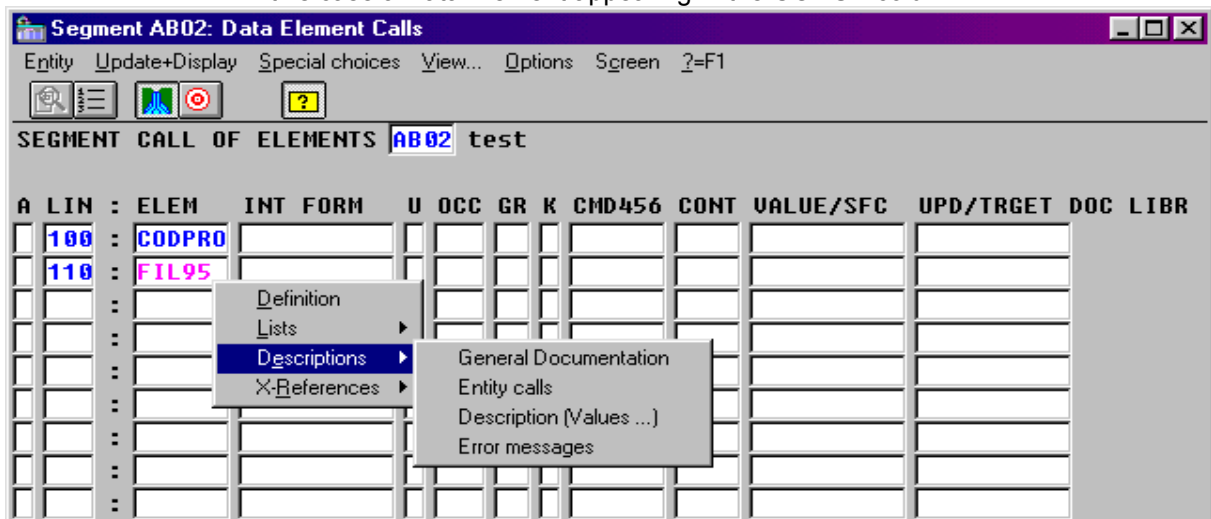 Segment AB02: Data Element Calls
Entity Update+Display Special choices View... Options Screen ?=F1
?
SEGMENT CALL OF ELEMENTS AB02 test
A LIN : ELEM INT FORM U OCC GR K CMD456 CONT VALUE/SFC UPD/TRGET DOC LIBR
100 : CODPRO
110 : FIL95
:
:
:
:
:
:
:
Definition
Lists
Descriptions
X-References
General Documentation
Entity calls
Description (Values ...)
Error messages